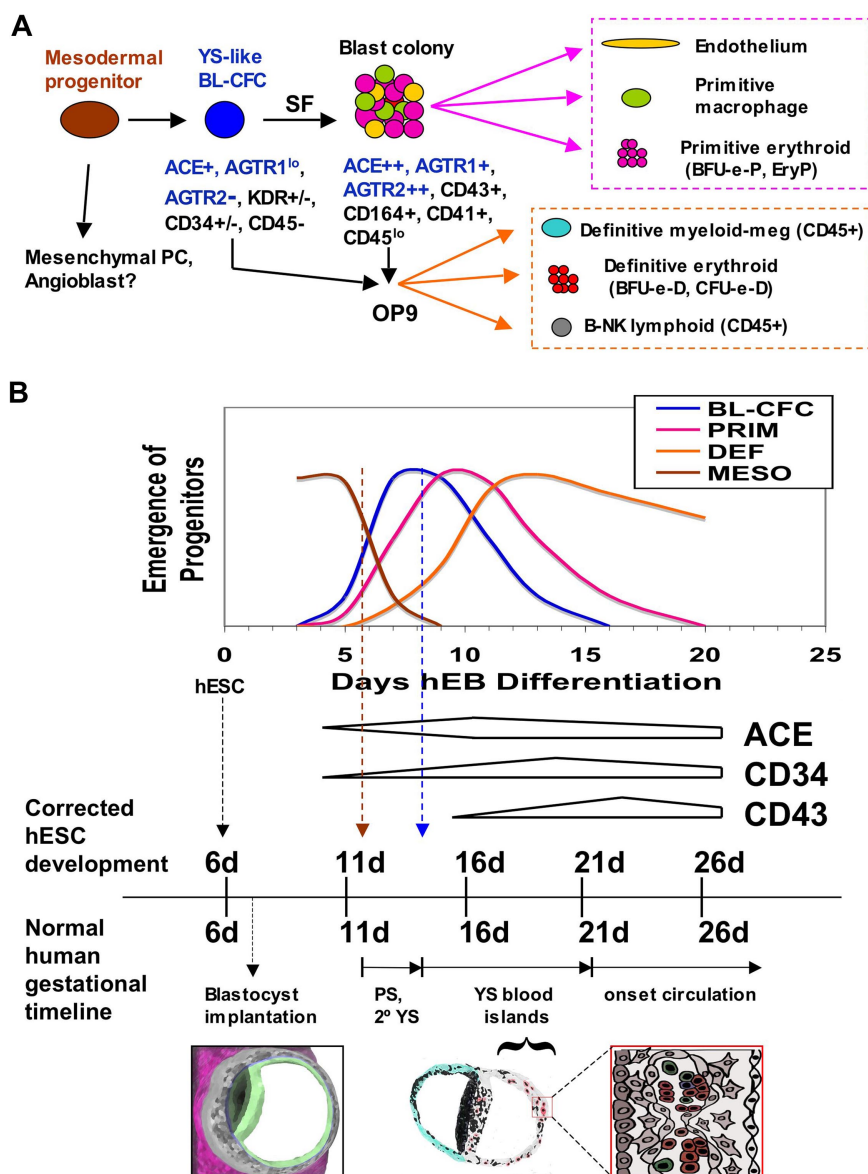 A
Mesodermal
progenitor
YS-like
BL-CFC
Blast colony
SF
ACE+, AGTR1lo,
AGTR2-, KDR+/-,
CD34+/-, CD45-
ACE++, AGTR1+,
AGTR2++, CD43+,
CD164+, CD41+,
CD45lo
Mesenchymal PC,
Angioblast?
OP9
Endothelium
Primitive
macrophage
Primitive erythroid
(BFU-e-P, EryP)
Definitive myeloid-meg (CD45+)
Definitive erythroid
(BFU-e-D, CFU-e-D)
B-NK lymphoid (CD45+)
B
Emergence of
Progenitors
BL-CFC
PRIM
DEF
MESO
0 5 10 15 20 25
hESC
Days hEB Differentiation
ACE
CD34
CD43
Corrected
hESC
development
6d 11d 16d 21d 26d
Normal
human
gestational
timeline
6d 11d 16d 21d 26d
Blastocyst
implantation
PS,
2º YS
YS blood
islands
onset circulation